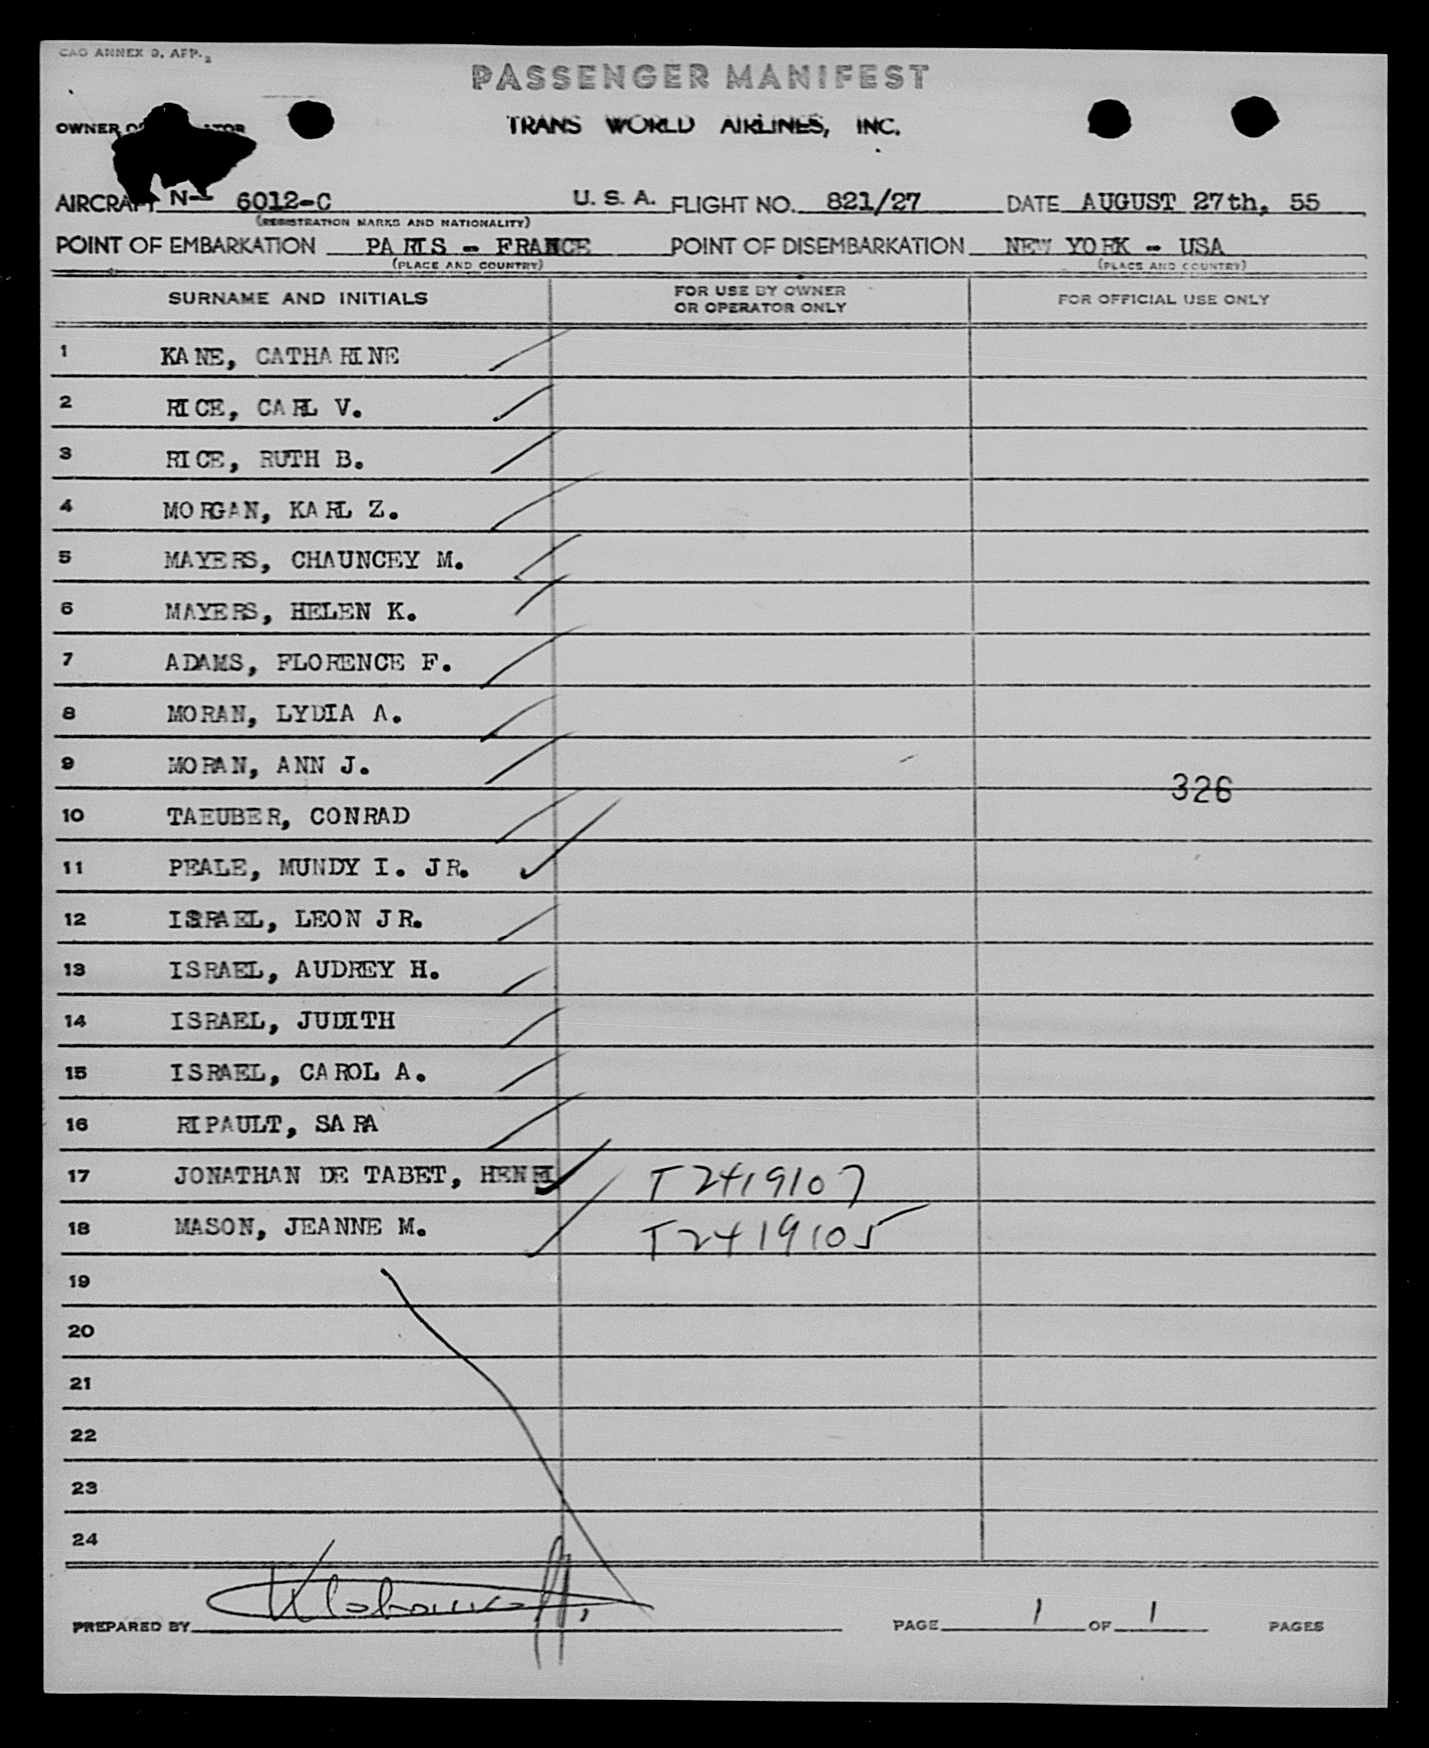 CAO ANNEX 9, APP. 2
PASSENGER MANIFEST
OWNER TRANS WORLD AIRLINES, INC.
AIRCRAFT N-- 6012-C U. S. A. FLIGHT NO. 821/27 DATE AUGUST 27th, 55
(REGISTRATION MARKS AND NATIONALITY)
POINT OF EMBARKATION PARIS - FRANCE POINT OF DISEMBARKATION NEW YORK - USA
(PLACE AND COUNTRY) (PLACE AND COUNTRY)
SURNAME AND INITIALS FOR USE BY OWNER OR OPERATOR ONLY FOR OFFICIAL USE ONLY
1 KANE, CATHARINE
2 RICE, CARL V.
3 RICE, RUTH B.
4 MORGAN, KARL Z.
5 MAYERS, CHAUNCEY M.
6 MAYERS, HELEN K.
7 ADAMS, FLORENCE F.
8 MORAN, LYDIA A.
9 MORAN, ANN J.
326
10 TAEUBER, CONRAD
11 PEALE, MUNDY I. JR.
12 ISRAEL, LEON JR.
13 ISRAEL, AUDREY H.
14 ISRAEL, JUDITH
15 ISRAEL, CAROL A.
16 RIPAULT, SARA
17 JONATHAN DE TABET, HENRI T2419107
18 MASON, JEANNE M. T2419105
19
20
21
22
23
24
PREPARED BY PAGE 1 OF 1 PAGES